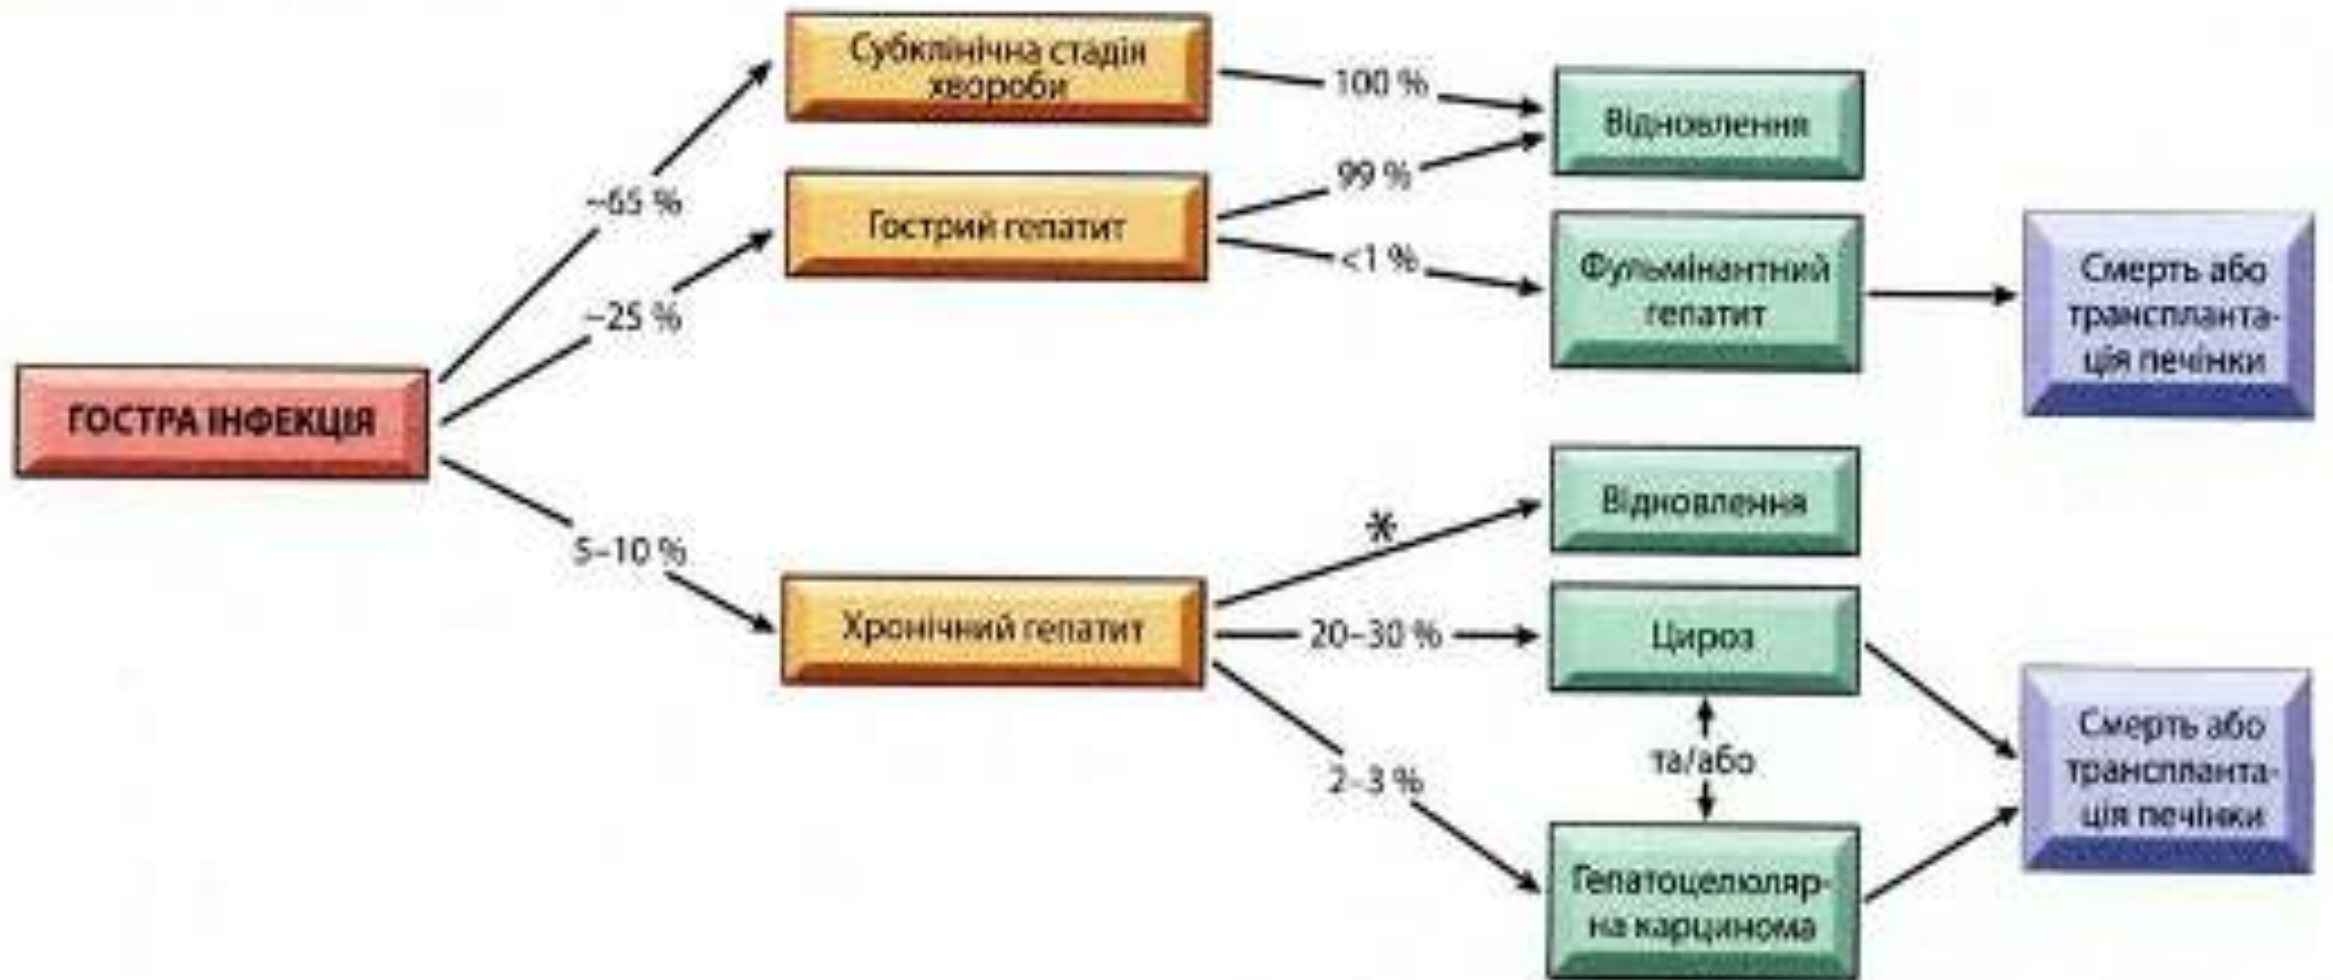 Субклінічна стадія
хвороби
100 %
Відновлення
~65 %
99 %
Гострий гепатит
<1 %
Фульмінантний
гепатит
Смерть або
трансплانта-
ція печінки
~25 %
ГОСТРА ІНФЕКЦІЯ
5–10 %
*
Відновлення
Хронічний гепатит
20–30 %
Цироз
та/або
2–3 %
Гепатоцелюляр-
на карцинома
Смерть або
трансплانта-
ція печінки